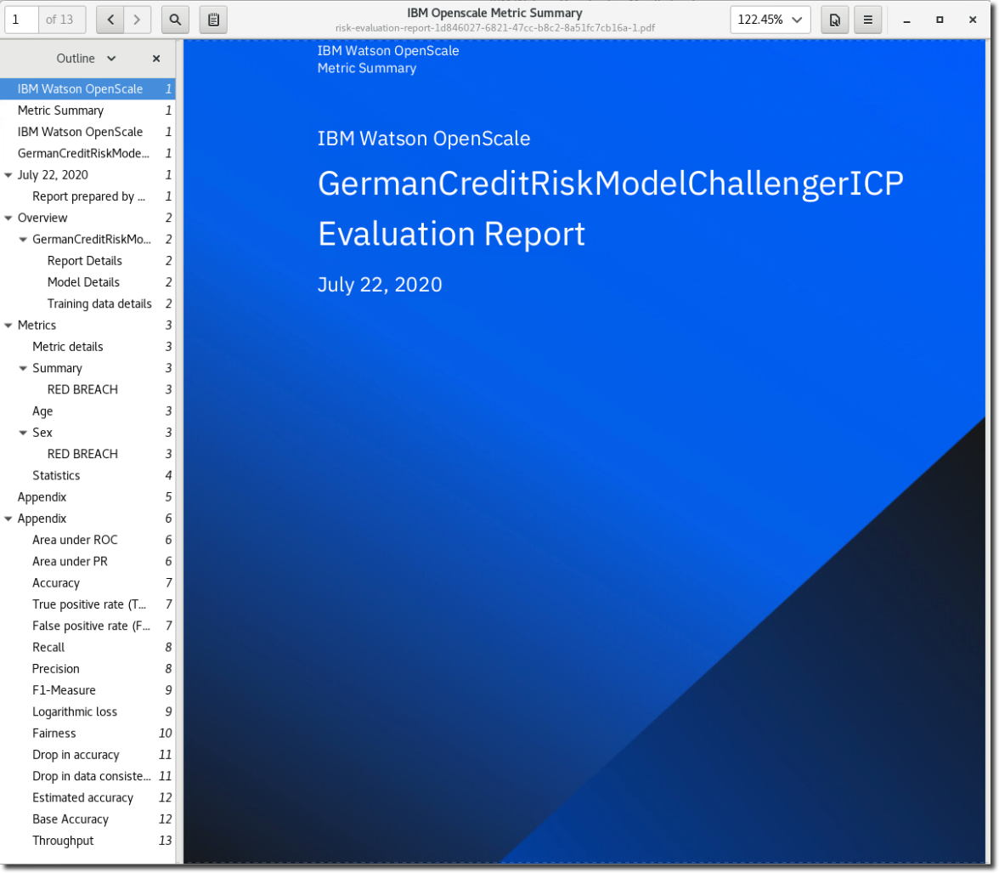 1 of 13
IBM Openscale Metric Summary
risk-evaluation-report-1d846027-6821-47cc-b8c2-8a51fc7cb16a-1.pdf
122.45%
Outline
IBM Watson OpenScale 1
Metric Summary 1
IBM Watson OpenScale 1
GermanCreditRiskMode... 1
July 22, 2020 1
Report prepared by ... 1
Overview 2
GermanCreditRiskMo... 2
Report Details 2
Model Details 2
Training data details 2
Metrics 3
Metric details 3
Summary 3
RED BREACH 3
Age 3
Sex 3
RED BREACH 3
Statistics 4
Appendix 5
Appendix 6
Area under ROC 6
Area under PR 6
Accuracy 7
True positive rate (T... 7
False positive rate (F... 7
Recall 8
Precision 8
F1-Measure 9
Logarithmic loss 9
Fairness 10
Drop in accuracy 11
Drop in data consiste... 11
Estimated accuracy 12
Base Accuracy 12
Throughput 13
IBM Watson OpenScale
Metric Summary
IBM Watson OpenScale
GermanCreditRiskModelChallengerICP
Evaluation Report
July 22, 2020